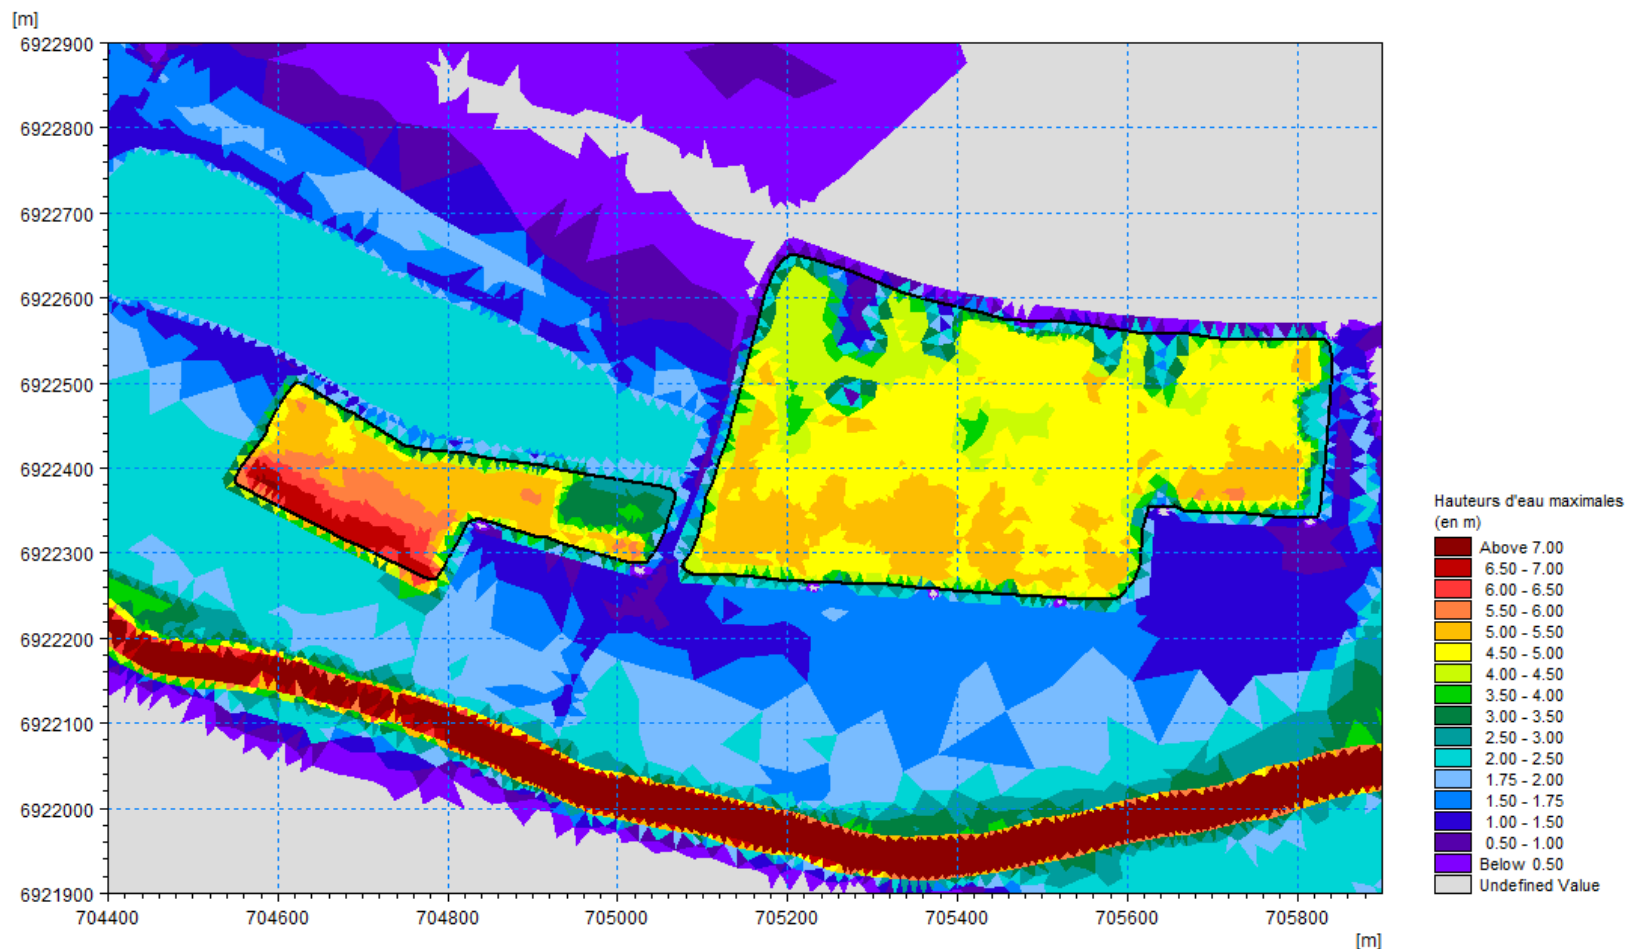 [m]
6922900
6922800
6922700
6922600
6922500
6922400
6922300
6922200
6922100
6922000
6921900
704400 704600 704800 705000 705200 705400 705600 705800
[m]
Hauteurs d'eau maximales
(en m)
Above 7.00
6.50 - 7.00
6.00 - 6.50
5.50 - 6.00
5.00 - 5.50
4.50 - 5.00
4.00 - 4.50
3.50 - 4.00
3.00 - 3.50
2.50 - 3.00
2.00 - 2.50
1.75 - 2.00
1.50 - 1.75
1.00 - 1.50
0.50 - 1.00
Below 0.50
Undefined Value